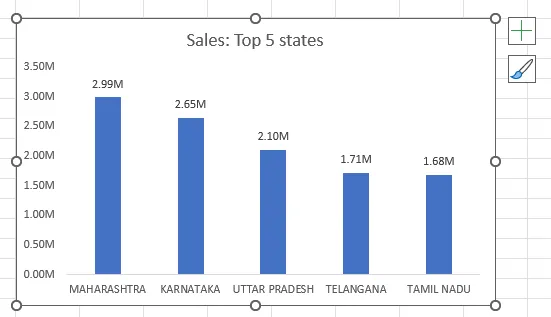 Sales: Top 5 states
3.50M
3.00M
2.50M
2.00M
1.50M
1.00M
0.50M
0.00M
2.99M
2.65M
2.10M
1.71M
1.68M
MAHARASHTRA KARNATAKA UTTAR PRADESH TELANGANA TAMIL NADU